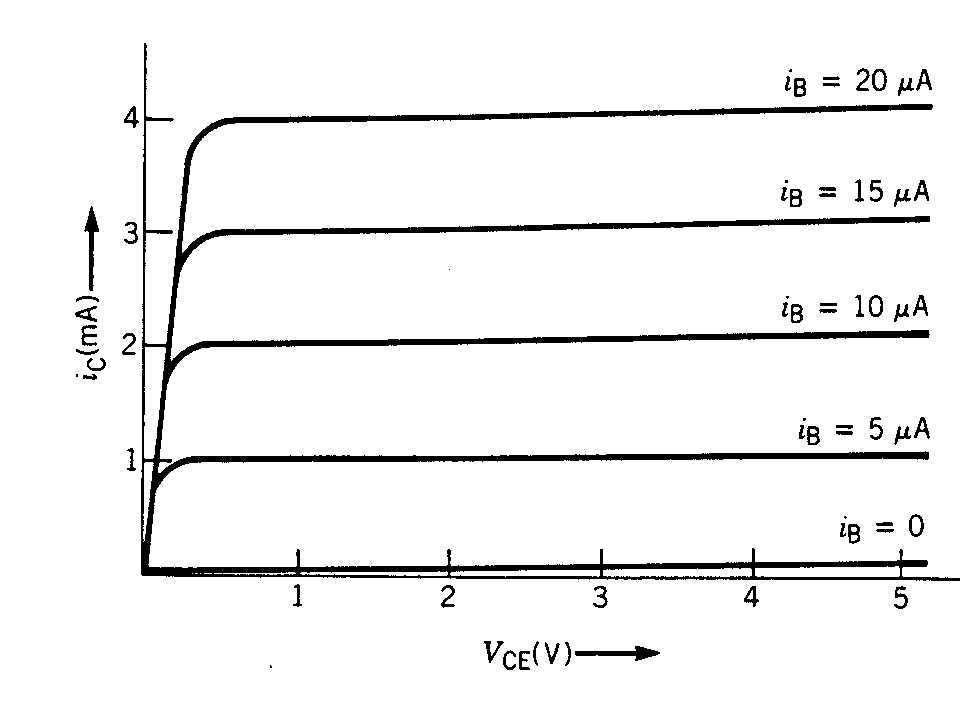 i_B = 20 μA
4
i_B = 15 μA
3
i_C(mA)
i_B = 10 μA
2
i_B = 5 μA
1
i_B = 0
1 2 3 4 5
V_CE(V)